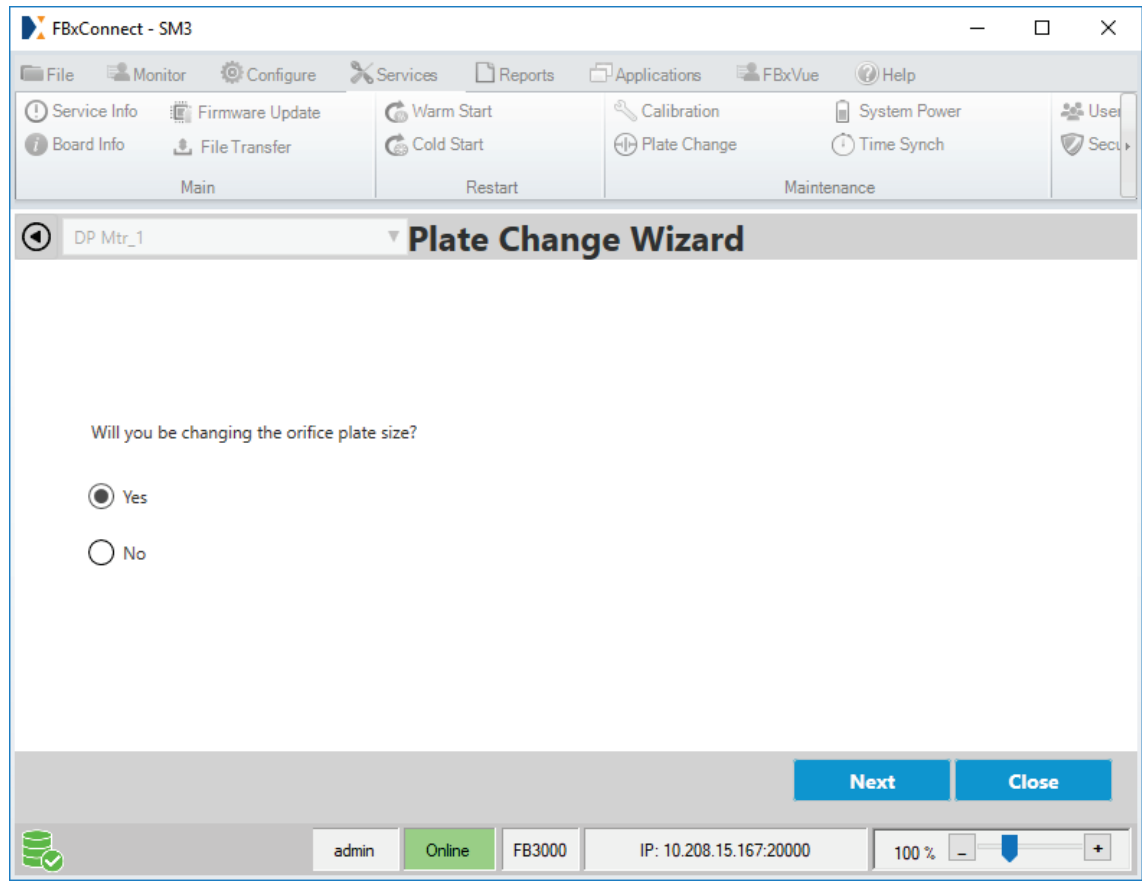 FBxConnect - SM3
File Monitor Configure Services Reports Applications FBxVue Help
Service Info Firmware Update Warm Start Calibration System Power User
Board Info File Transfer Cold Start Plate Change Time Synch Secu
Main Restart Maintenance
DP Mtr_1 Plate Change Wizard
Will you be changing the orifice plate size?
Yes
No
Next Close
admin Online FB3000 IP: 10.208.15.167:20000 100 % - +